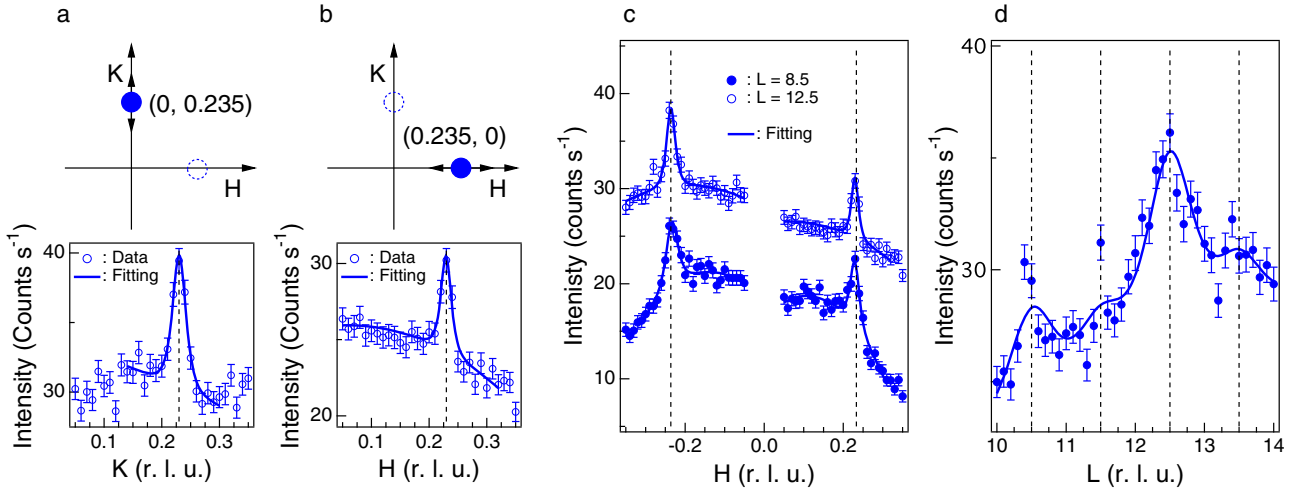 a
K
(0, 0.235)
H
40
30
Intensity (Counts s-1)
: Data
: Fitting
0.1
0.2
0.3
K (r. l. u.)
b
K
(0.235, 0)
H
30
20
Intensity (Counts s-1)
: Data
: Fitting
0.1
0.2
0.3
H (r. l. u.)
c
40
30
20
10
Intenisty (counts s-1)
: L = 8.5
: L = 12.5
: Fitting
-0.2
0.0
0.2
H (r. l. u.)
d
40
30
Intenisty (counts s-1)
10
11
12
13
14
L (r. l. u.)